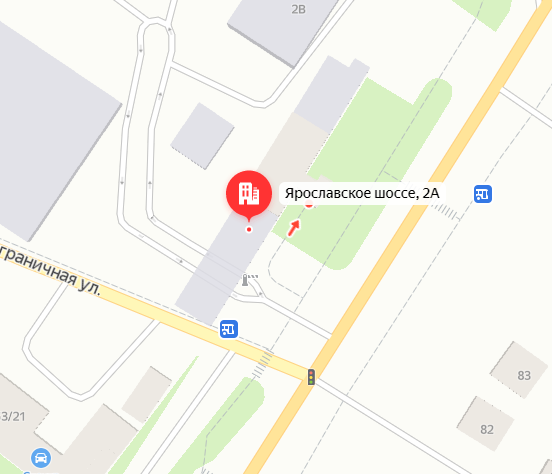 2В
Ярославское шоссе, 2А
граничная ул.
83
3/21
82